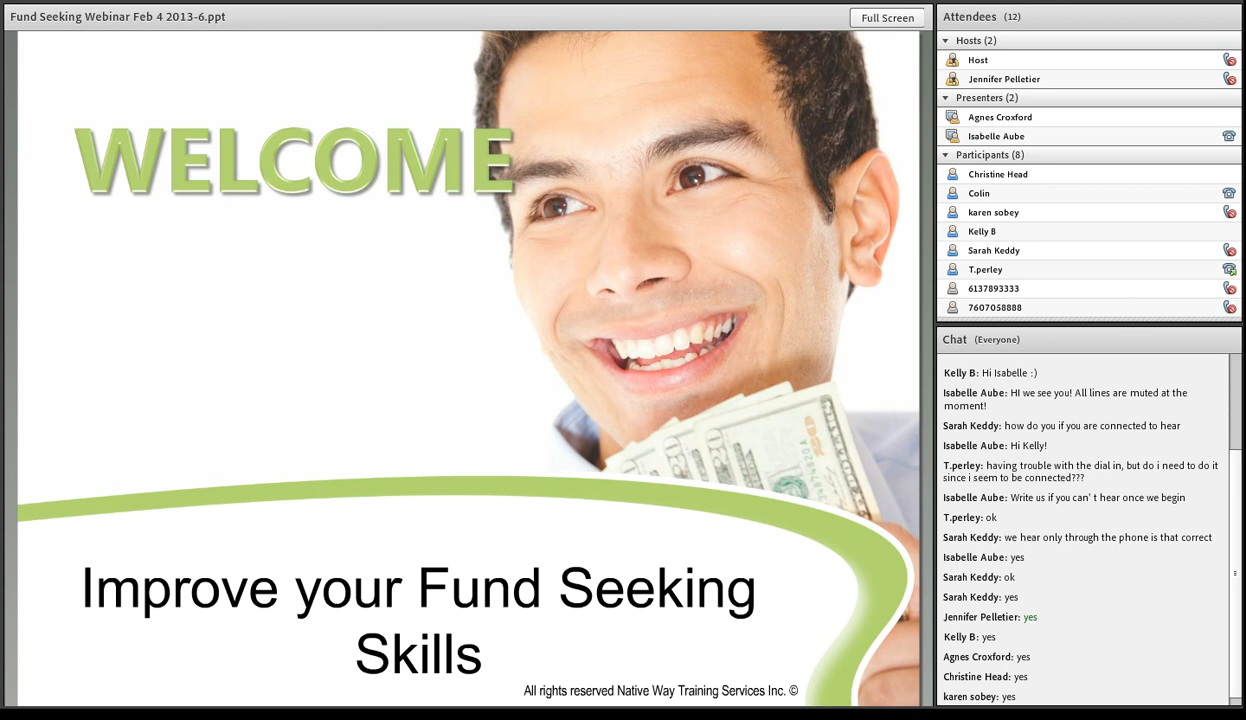 Fund Seeking Webinar Feb 4 2013-6.ppt
Full Screen
WELCOME
Improve your Fund Seeking
Skills
All rights reserved Native Way Training Services Inc. ©
Attendees (12)
Hosts (2)
Host
Jennifer Pelletier
Presenters (2)
Agnes Croxford
Isabelle Aube
Participants (8)
Christine Head
Colin
karen sobey
Kelly B
Sarah Keddy
T.perley
6137893333
7607058888
Chat (Everyone)
Kelly B: Hi Isabelle :)
Isabelle Aube: HI we see you! All lines are muted at the
moment!
Sarah Keddy: how do you if you are connected to hear
Isabelle Aube: Hi Kelly!
T.perley: having trouble with the dial in, but do i need to do it
since i seem to be connected???
Isabelle Aube: Write us if you can' t hear once we begin
T.perley: ok
Sarah Keddy: we hear only through the phone is that correct
Isabelle Aube: yes
Sarah Keddy: ok
Sarah Keddy: yes
Jennifer Pelletier: yes
Kelly B: yes
Agnes Croxford: yes
Christine Head: yes
karen sobey: yes